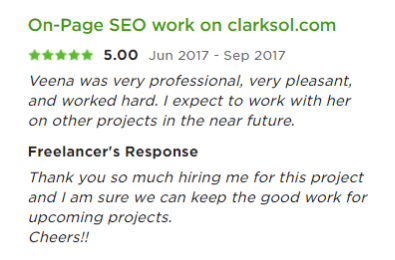 On-Page SEO work on clarksol.com
5.00 Jun 2017 - Sep 2017
Veena was very professional, very pleasant,
and worked hard. I expect to work with her
on other projects in the near future.
Freelancer's Response
Thank you so much hiring me for this project
and I am sure we can keep the good work for
upcoming projects.
Cheers!!